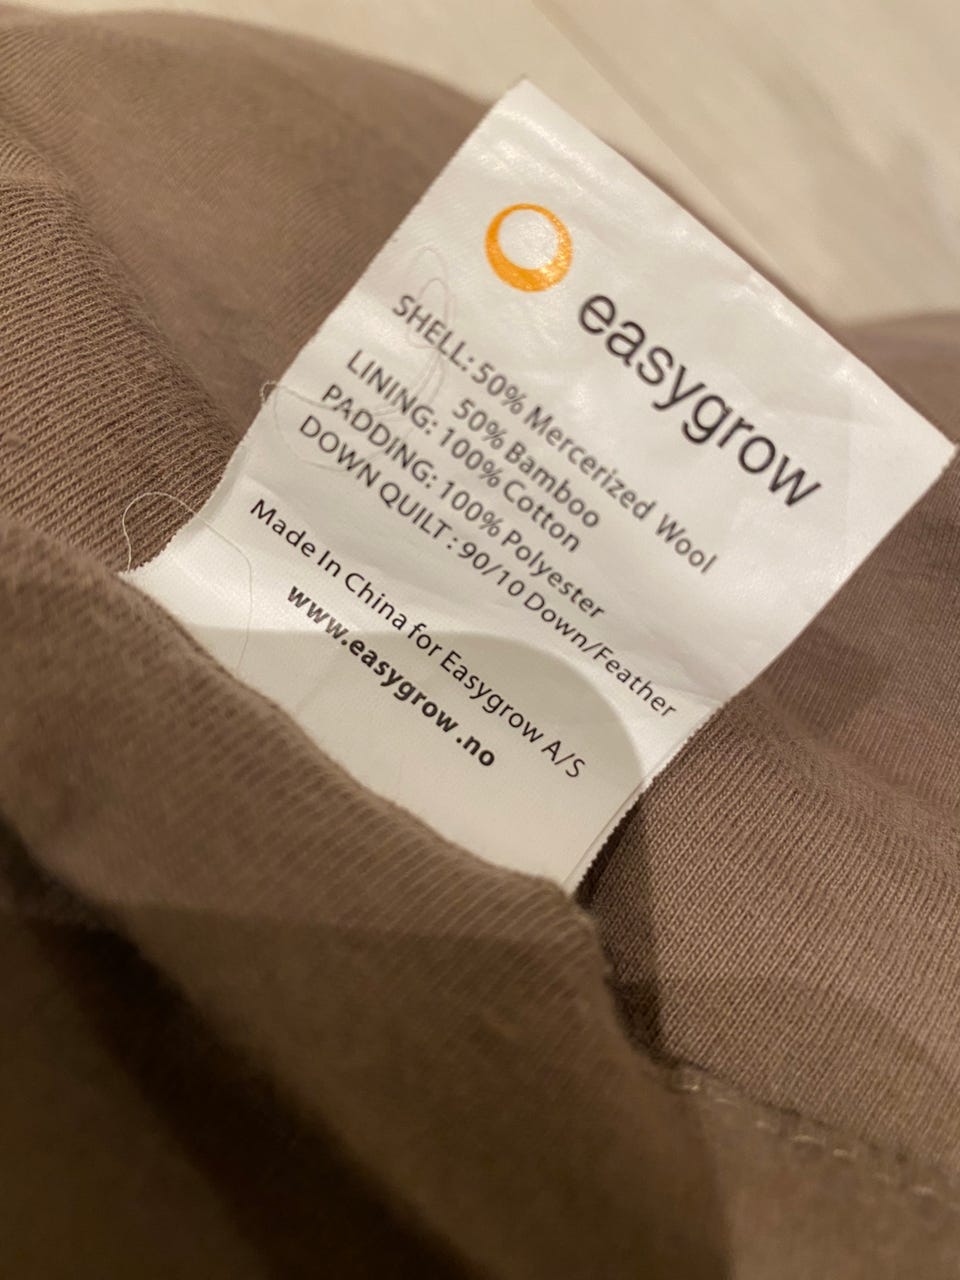 easygrow
SHELL: 50% Mercerized Wool
50% Bamboo
LINING: 100% Cotton
PADDING: 100% Polyester
DOWN QUILT : 90/10 Down/Feather
Made In China for Easygrow A/S
www.easygrow.no